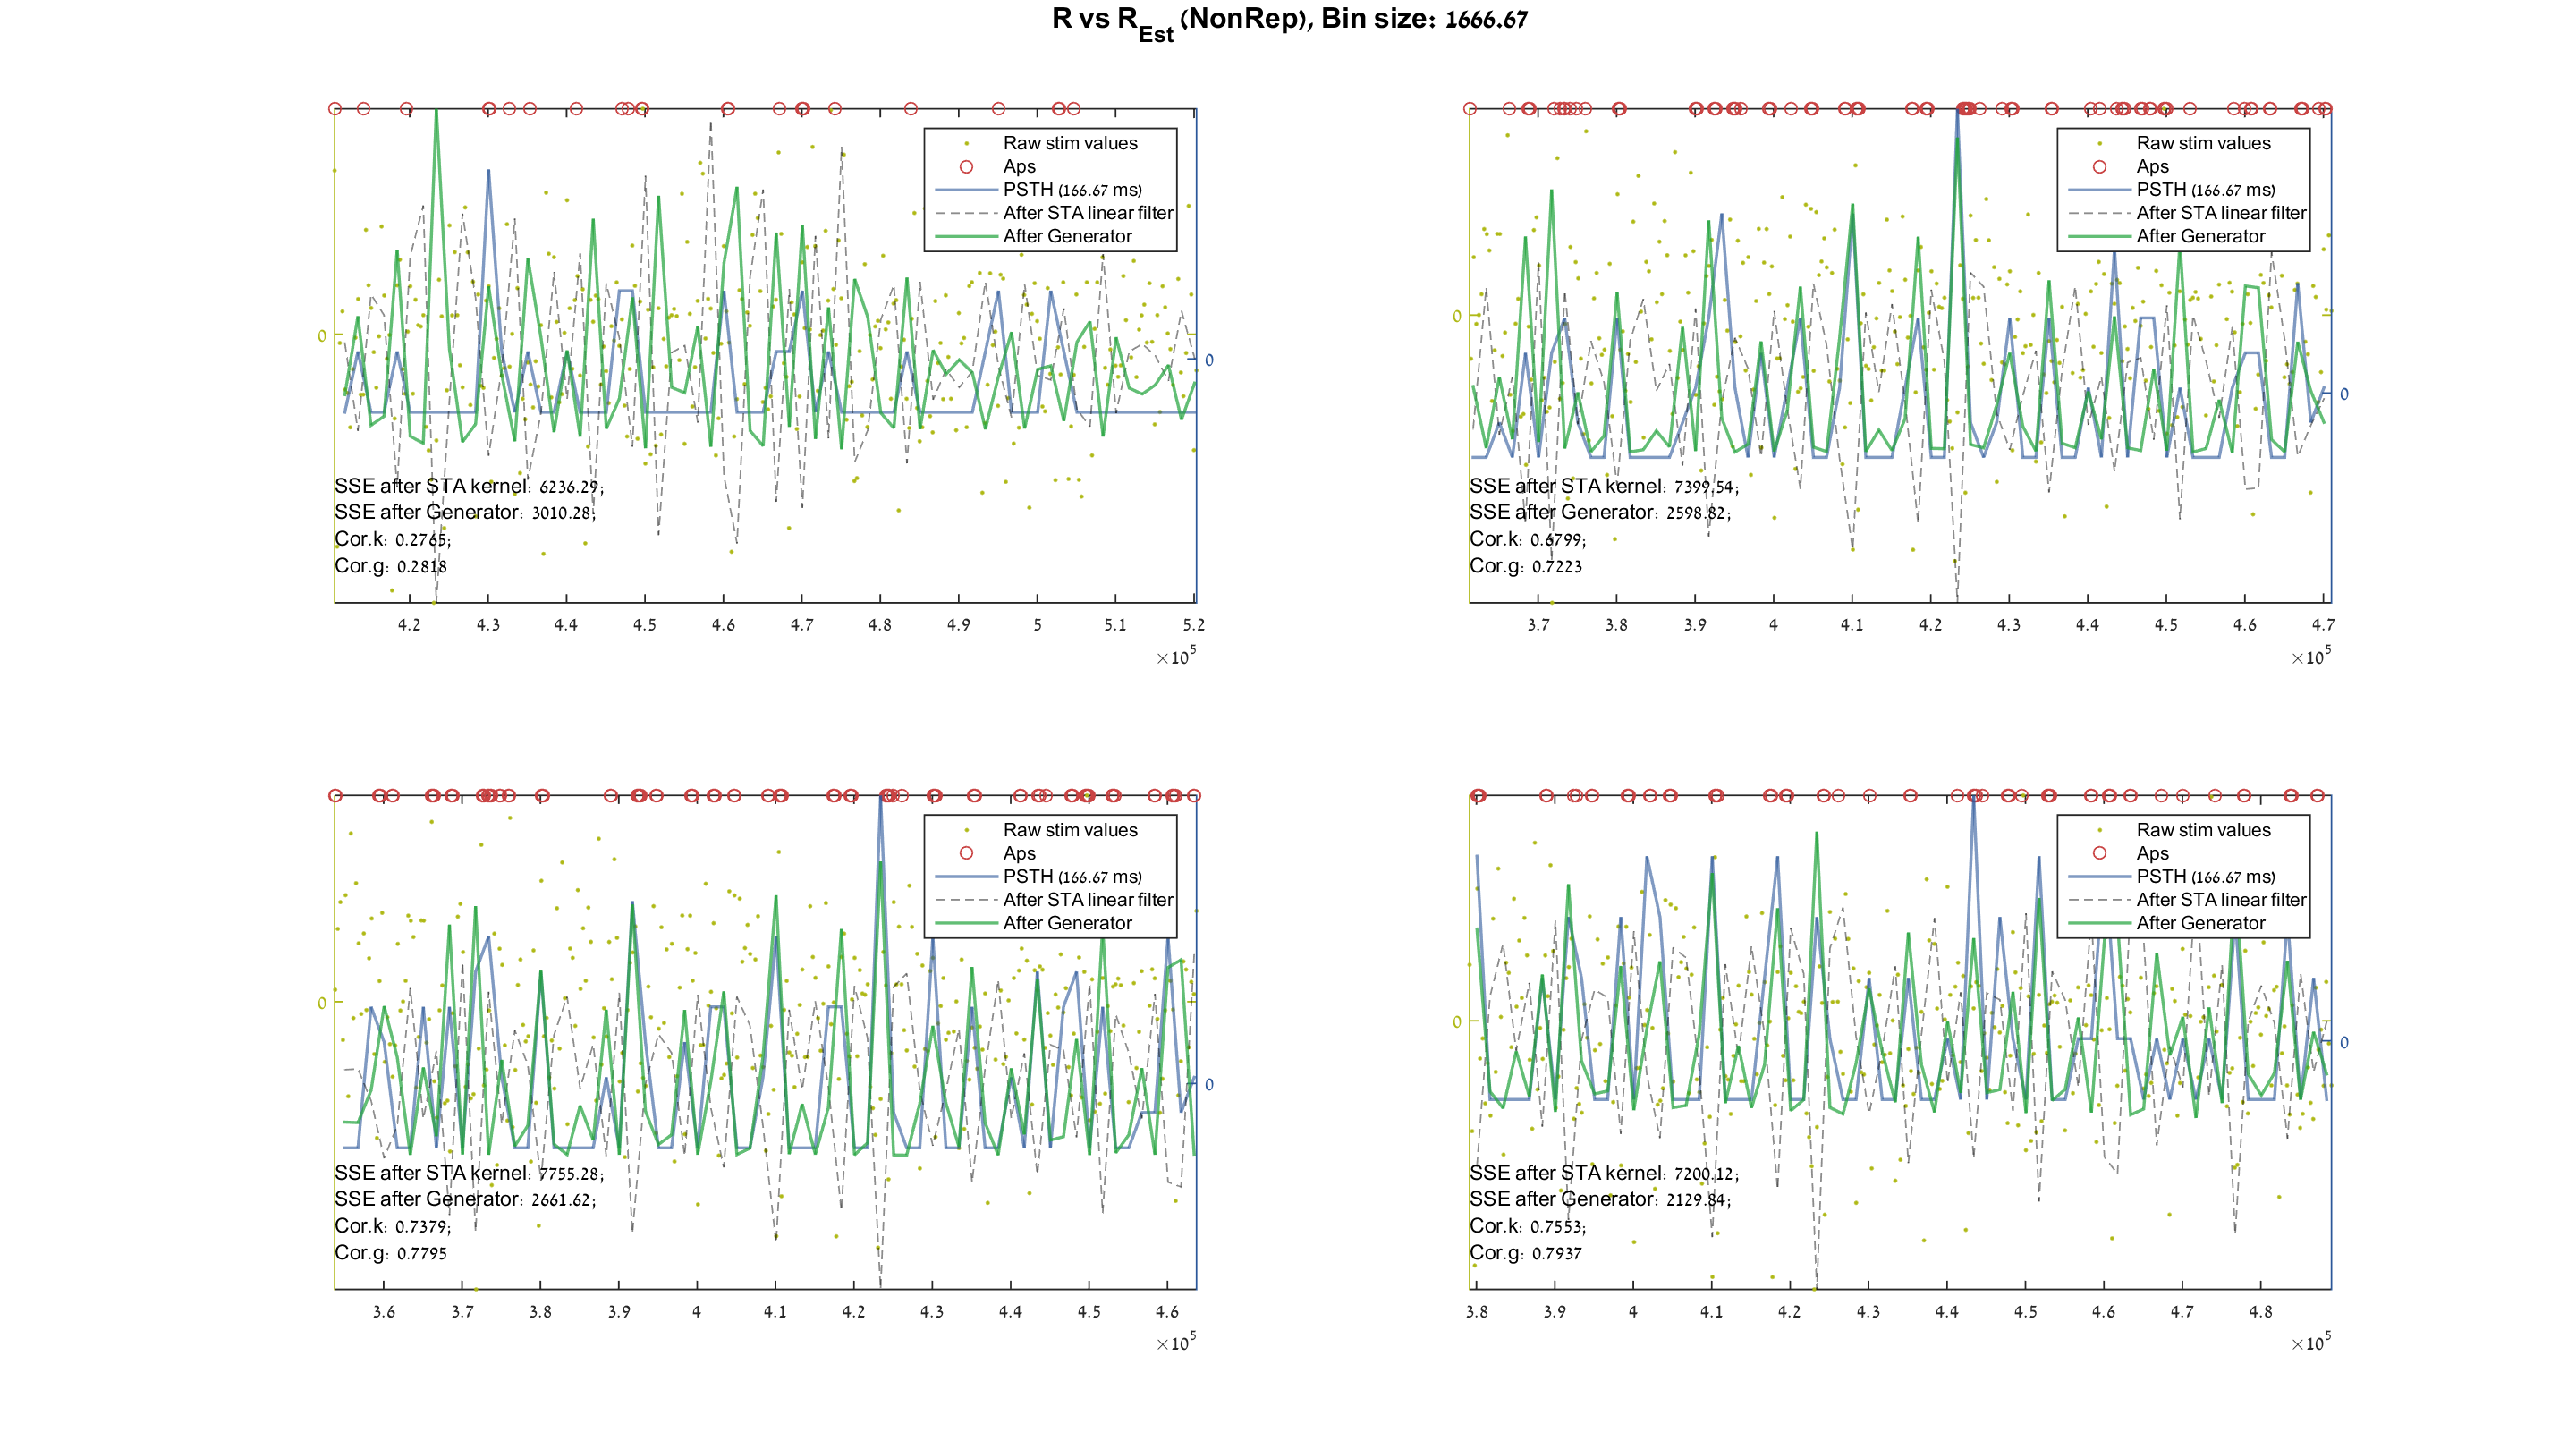 R vs R_Est (NonRep), Bin size: 1666.67
Raw stim values
Aps
PSTH (166.67 ms)
After STA linear filter
After Generator
0
0
SSE after STA kernel: 6236.29;
SSE after Generator: 3010.28;
Cor.k: 0.2765;
Cor.g: 0.2818
4.2 4.3 4.4 4.5 4.6 4.7 4.8 4.9 5 5.1 5.2
×10^5
Raw stim values
Aps
PSTH (166.67 ms)
After STA linear filter
After Generator
0
0
SSE after STA kernel: 7399.54;
SSE after Generator: 2598.82;
Cor.k: 0.6799;
Cor.g: 0.7223
3.7 3.8 3.9 4 4.1 4.2 4.3 4.4 4.5 4.6 4.7
×10^5
Raw stim values
Aps
PSTH (166.67 ms)
After STA linear filter
After Generator
0
0
SSE after STA kernel: 7755.28;
SSE after Generator: 2661.62;
Cor.k: 0.7379;
Cor.g: 0.7795
3.6 3.7 3.8 3.9 4 4.1 4.2 4.3 4.4 4.5 4.6
×10^5
Raw stim values
Aps
PSTH (166.67 ms)
After STA linear filter
After Generator
0
0
SSE after STA kernel: 7200.12;
SSE after Generator: 2129.84;
Cor.k: 0.7553;
Cor.g: 0.7937
3.8 3.9 4 4.1 4.2 4.3 4.4 4.5 4.6 4.7 4.8
×10^5